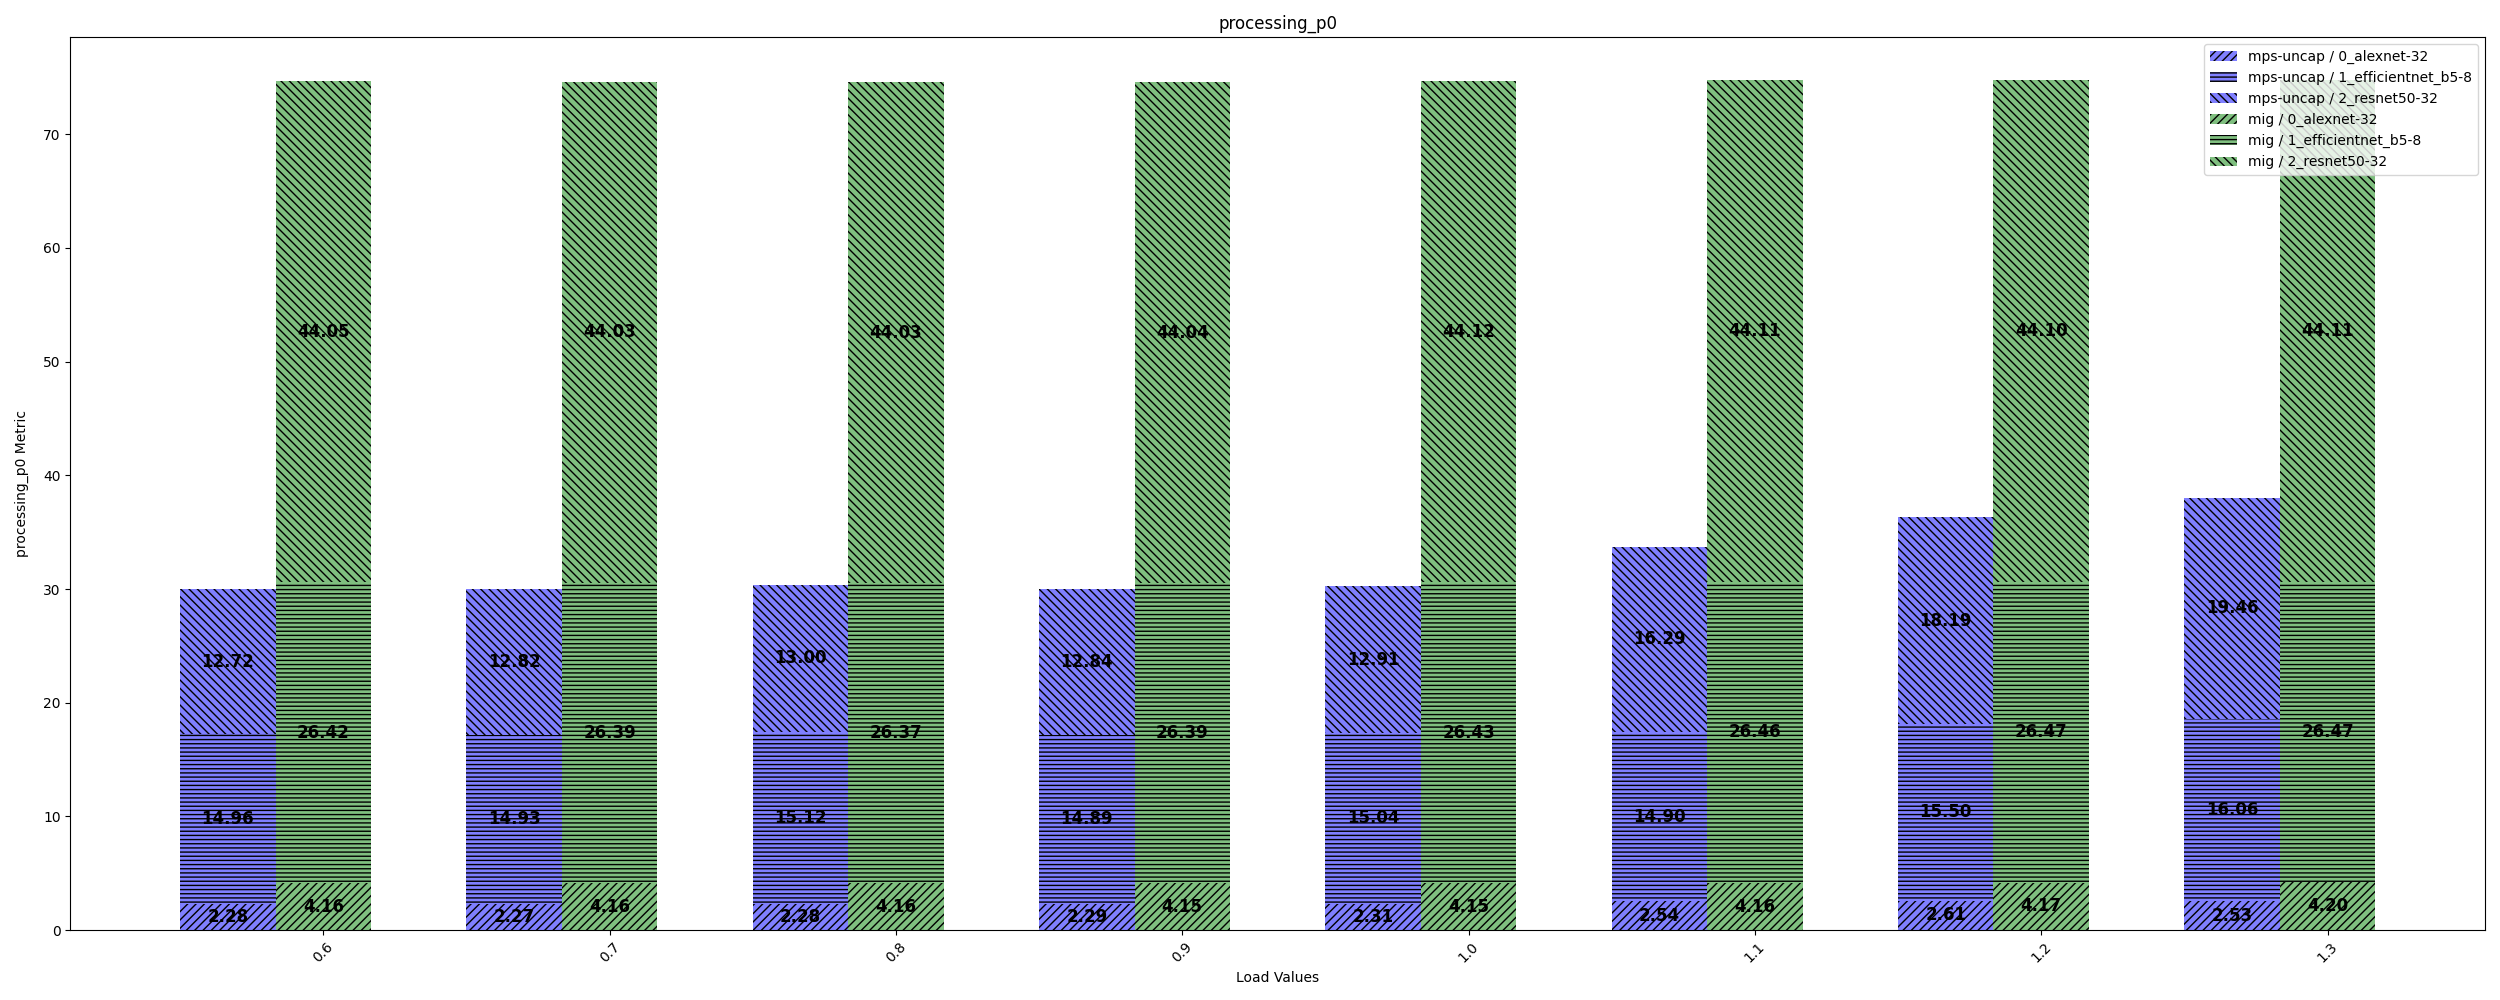 processing_p0
mps-uncap / 0_alexnet-32
mps-uncap / 1_efficientnet_b5-8
mps-uncap / 2_resnet50-32
mig / 0_alexnet-32
mig / 1_efficientnet_b5-8
mig / 2_resnet50-32
processing_p0 Metric
70
60
50
40
30
20
10
0
44.05 44.03 44.03 44.04 44.12 44.11 44.10 44.11
12.72 12.82 13.00 12.84 12.91 16.29 18.19 19.46
26.42 26.39 26.37 26.39 26.43 26.46 26.47 26.47
14.96 14.93 15.12 14.89 15.04 14.90 15.50 16.06
2.28 4.16 2.27 4.16 2.28 4.16 2.29 4.15 2.31 4.15 2.54 4.16 2.61 4.17 2.53 4.20
0.6 0.7 0.8 0.9 1.0 1.1 1.2 1.3
Load Values